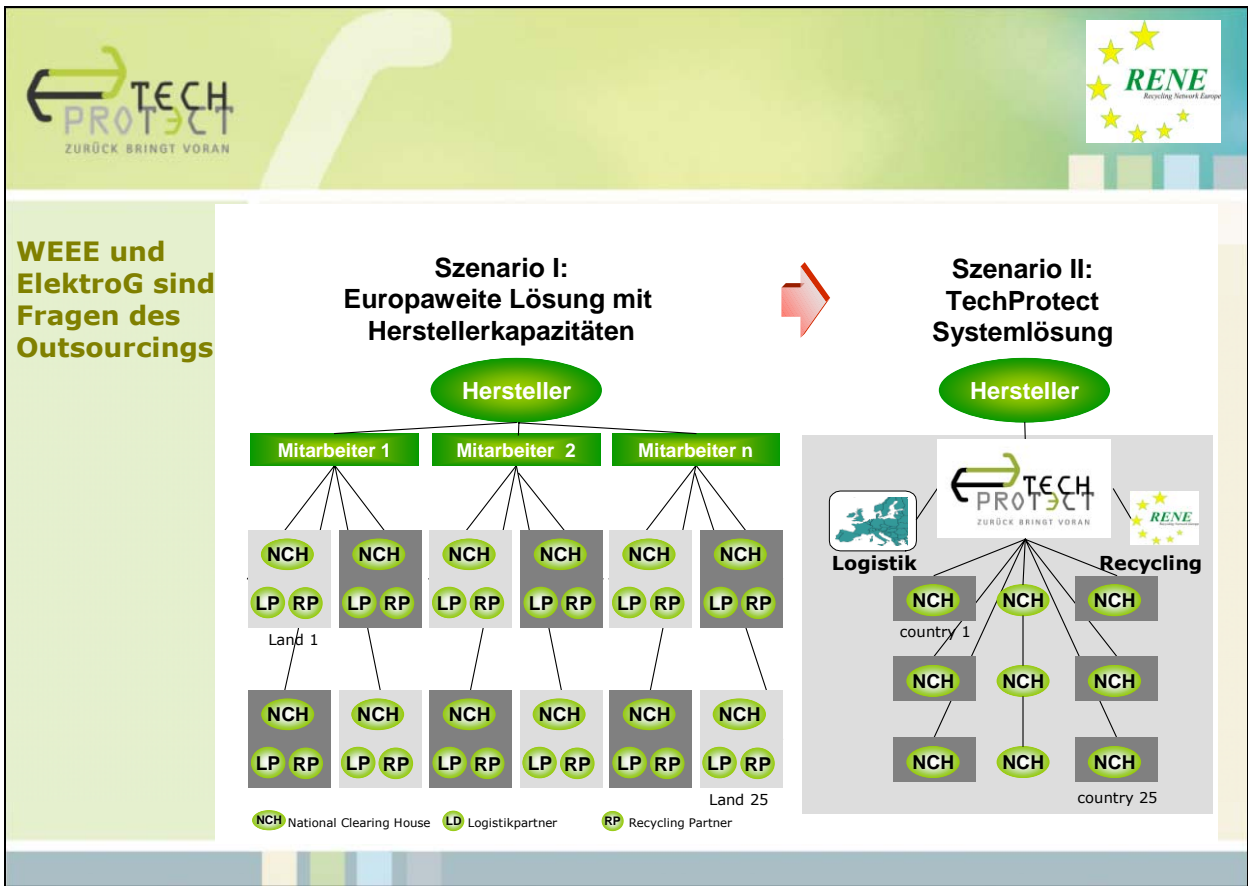 TECH
PROTECT
ZURÜCK BRINGT VORAN
RENE
Recycling Network Europe
WEEE und
ElektroG sind
Fragen des
Outsourcings
Szenario I:
Europaweite Lösung mit
Herstellerkapazitäten
Hersteller
Mitarbeiter 1 Mitarbeiter 2 Mitarbeiter n
NCH NCH NCH NCH NCH NCH
LP RP LP RP LP RP LP RP LP RP LP RP
Land 1
NCH NCH NCH NCH NCH NCH
LP RP LP RP LP RP LP RP LP RP LP RP
Land 25
NCH National Clearing House LD Logistikpartner RP Recycling Partner
Szenario II:
TechProtect
Systemlösung
Hersteller
TECH
PROTECT
ZURÜCK BRINGT VORAN
RENE
Recycling Network Europe
Logistik Recycling
NCH NCH NCH
country 1
NCH NCH NCH
NCH NCH NCH
country 25